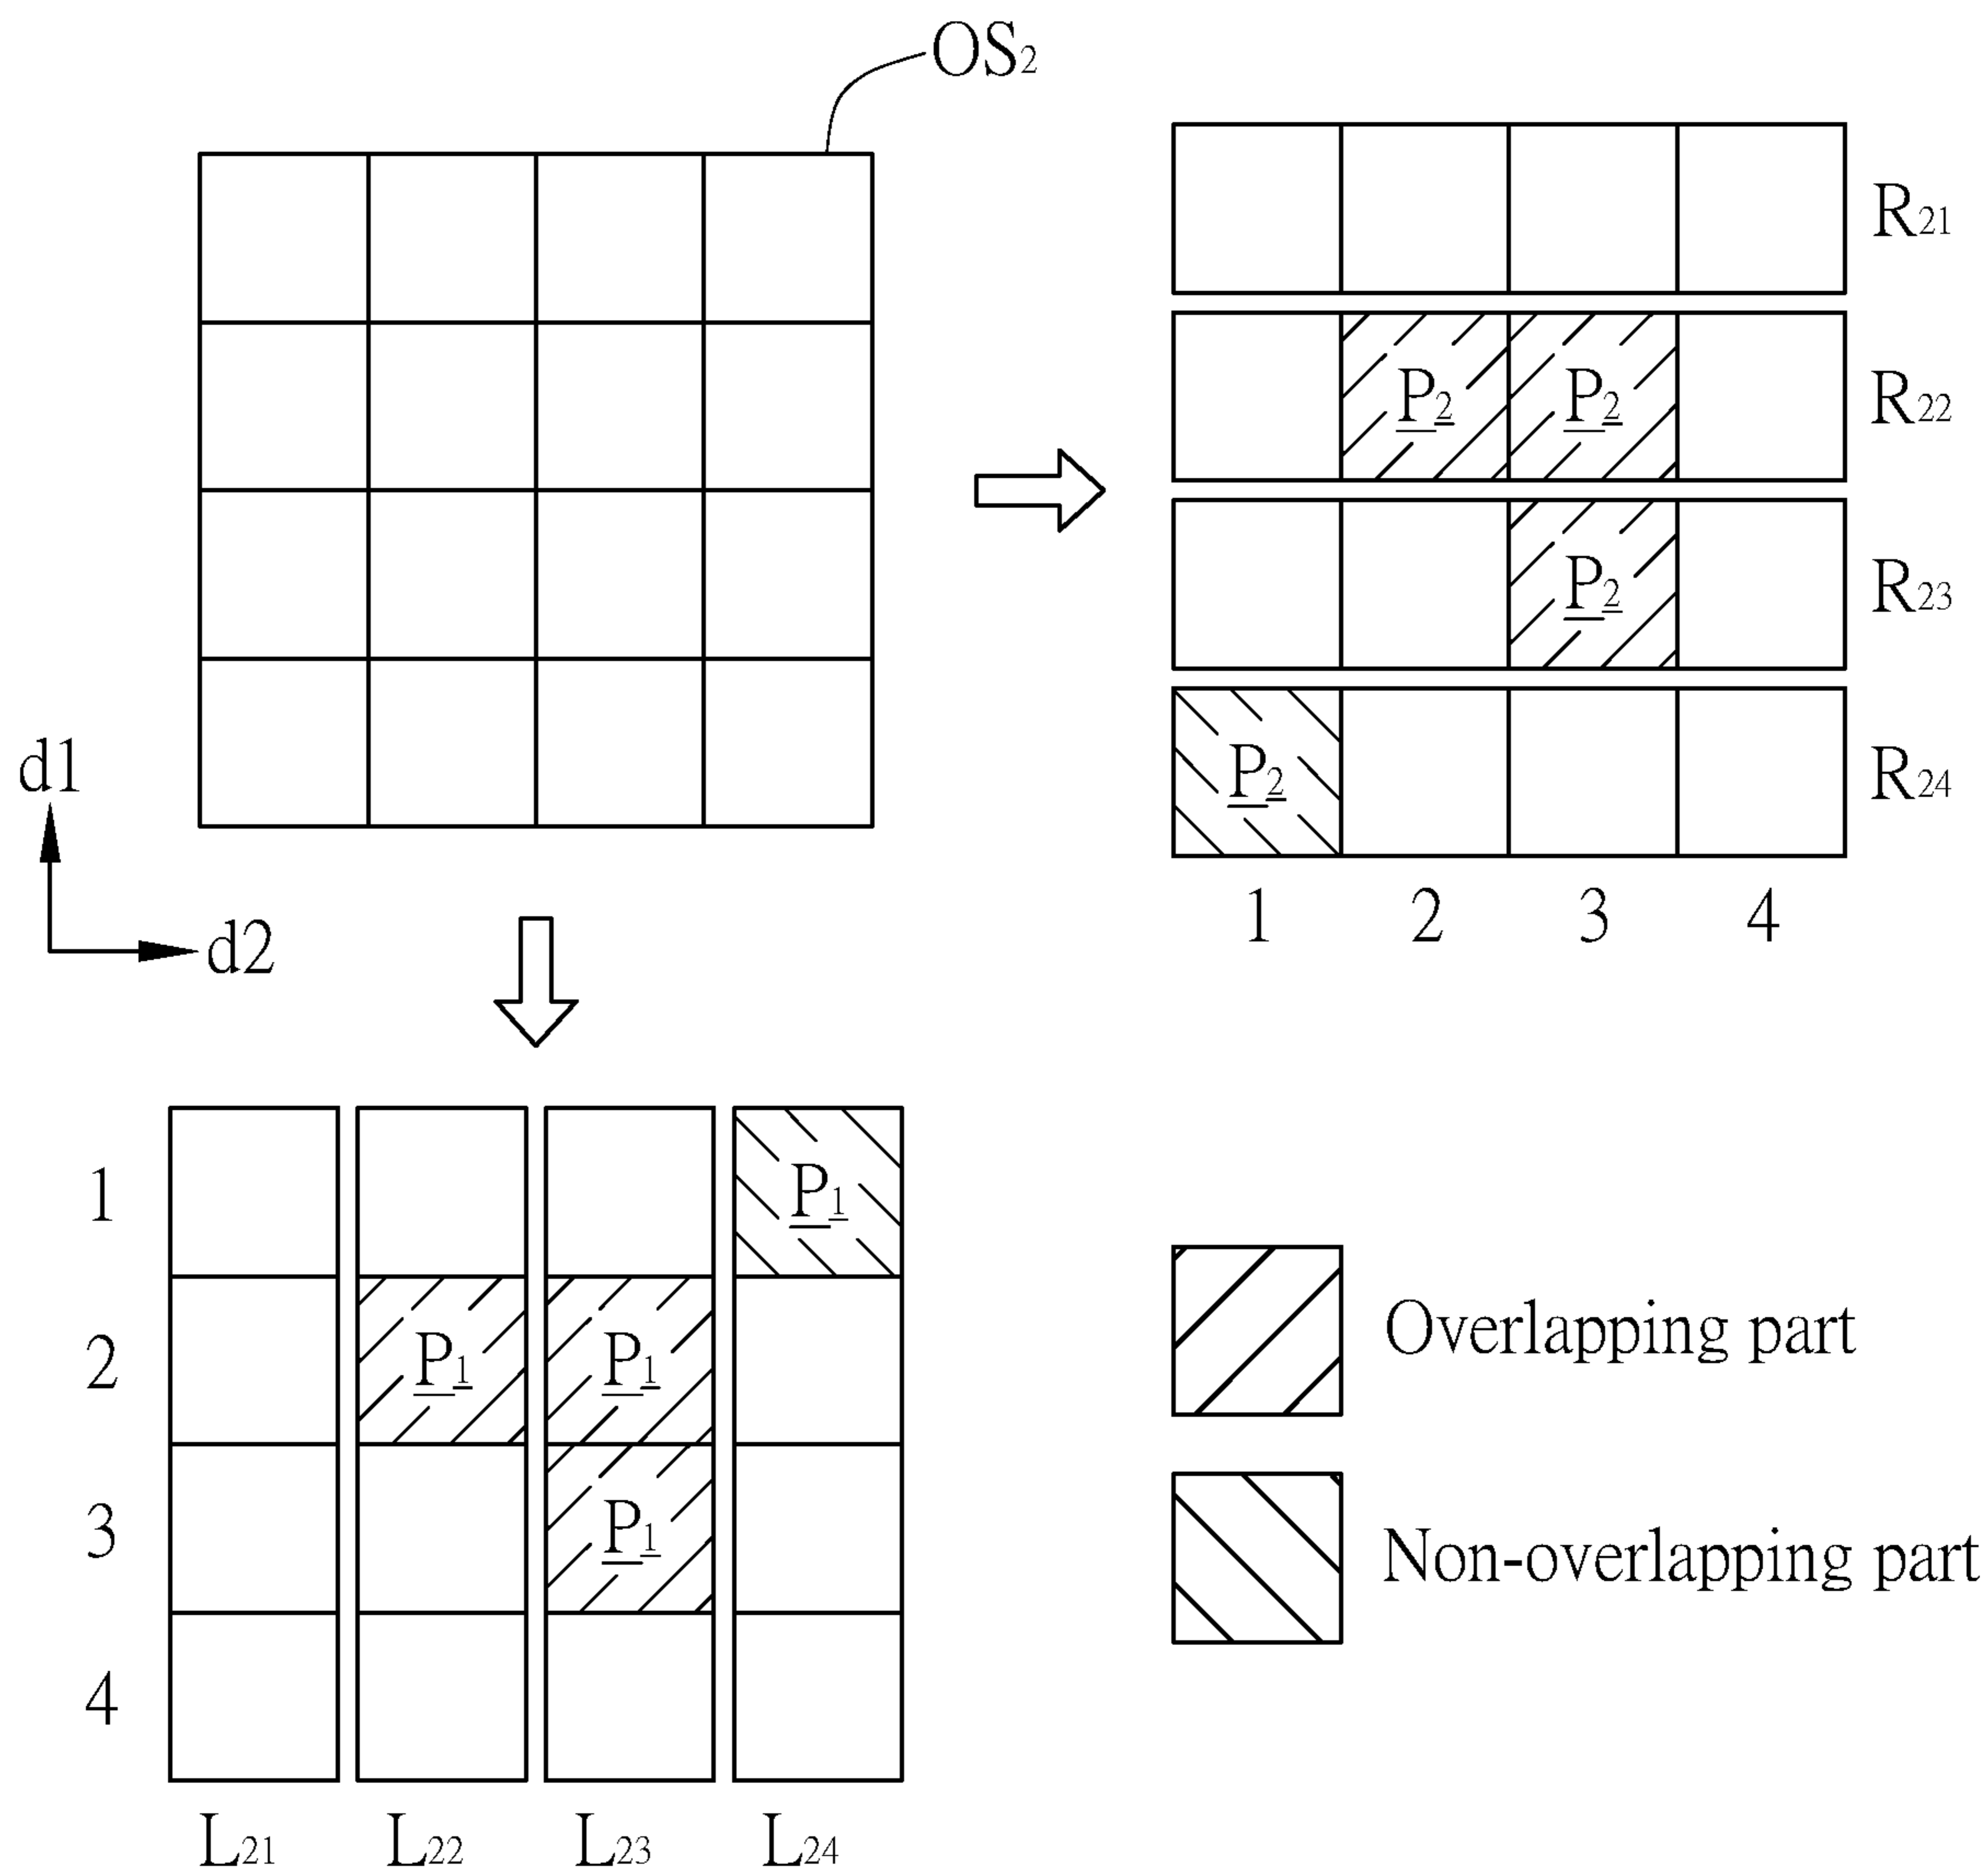 OS2
R21
P2 P2 R22
P2 R23
P2 R24
1 2 3 4
d1
d2
1 P1
2 P1 P1
3 P1
4
L21 L22 L23 L24
Overlapping part
Non-overlapping part